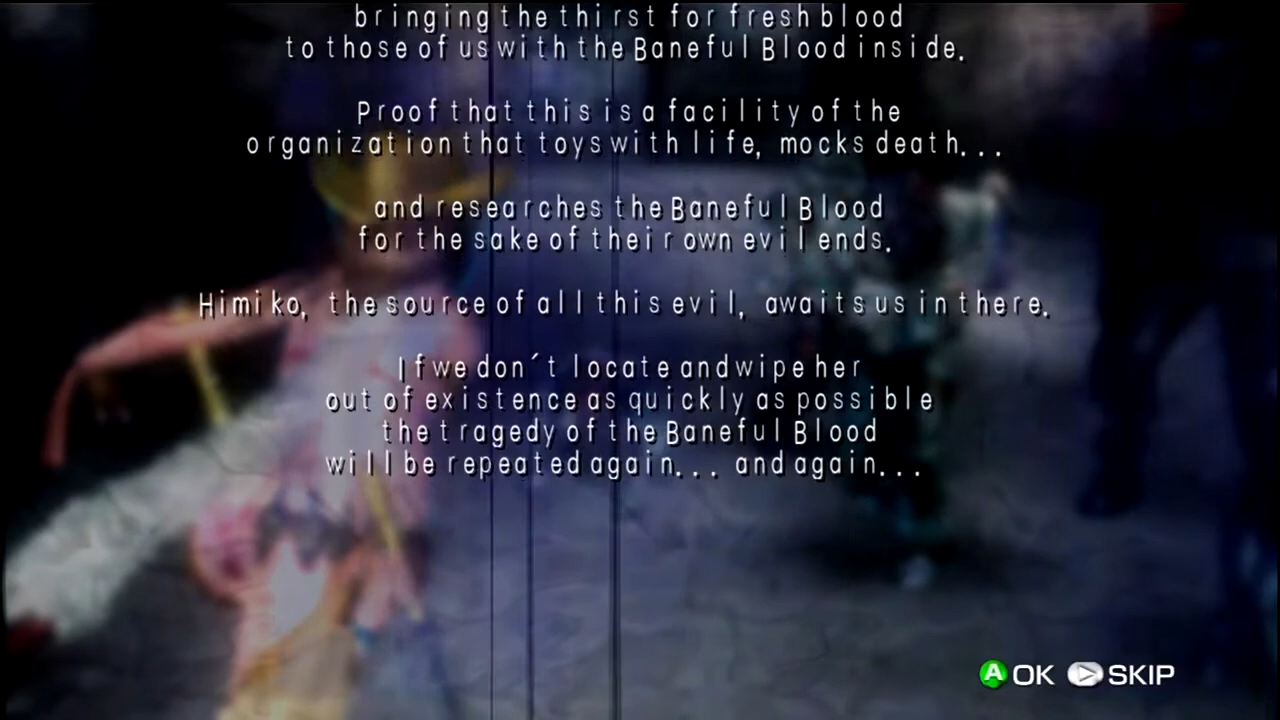 bringing the thirst for fresh blood
to those of us with the Baneful Blood inside.
Proof that this is a facility of the
organization that toys with life, mocks death...
and researches the Baneful Blood
for the sake of their own evil ends.
Himiko, the source of all this evil, awaits us in there.
If we don´t locate and wipe her
out of existence as quickly as possible
the tragedy of the Baneful Blood
will be repeated again... and again...
A OK SKIP